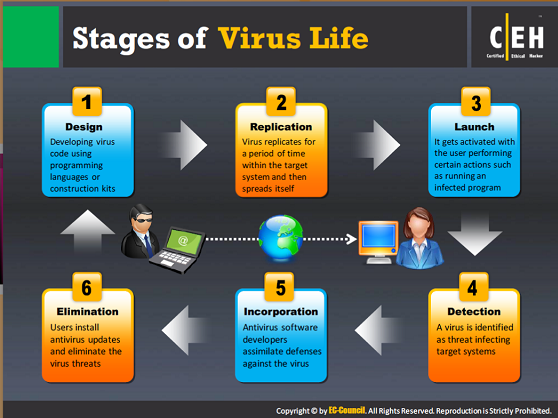 Stages of Virus Life
C|EH
Certified Ethical Hacker
1
Design
Developing virus
code using
programming
languages or
construction kits
2
Replication
Virus replicates for
a period of time
within the target
system and then
spreads itself
3
Launch
It gets activated with
the user performing
certain actions such
as running an
infected program
@
6
Elimination
Users install
antivirus updates
and eliminate the
virus threats
5
Incorporation
Antivirus software
developers
assimilate defenses
against the virus
4
Detection
A virus is identified
as threat infecting
target systems
Copyright © by EC-Council. All Rights Reserved. Reproduction is Strictly Prohibited.